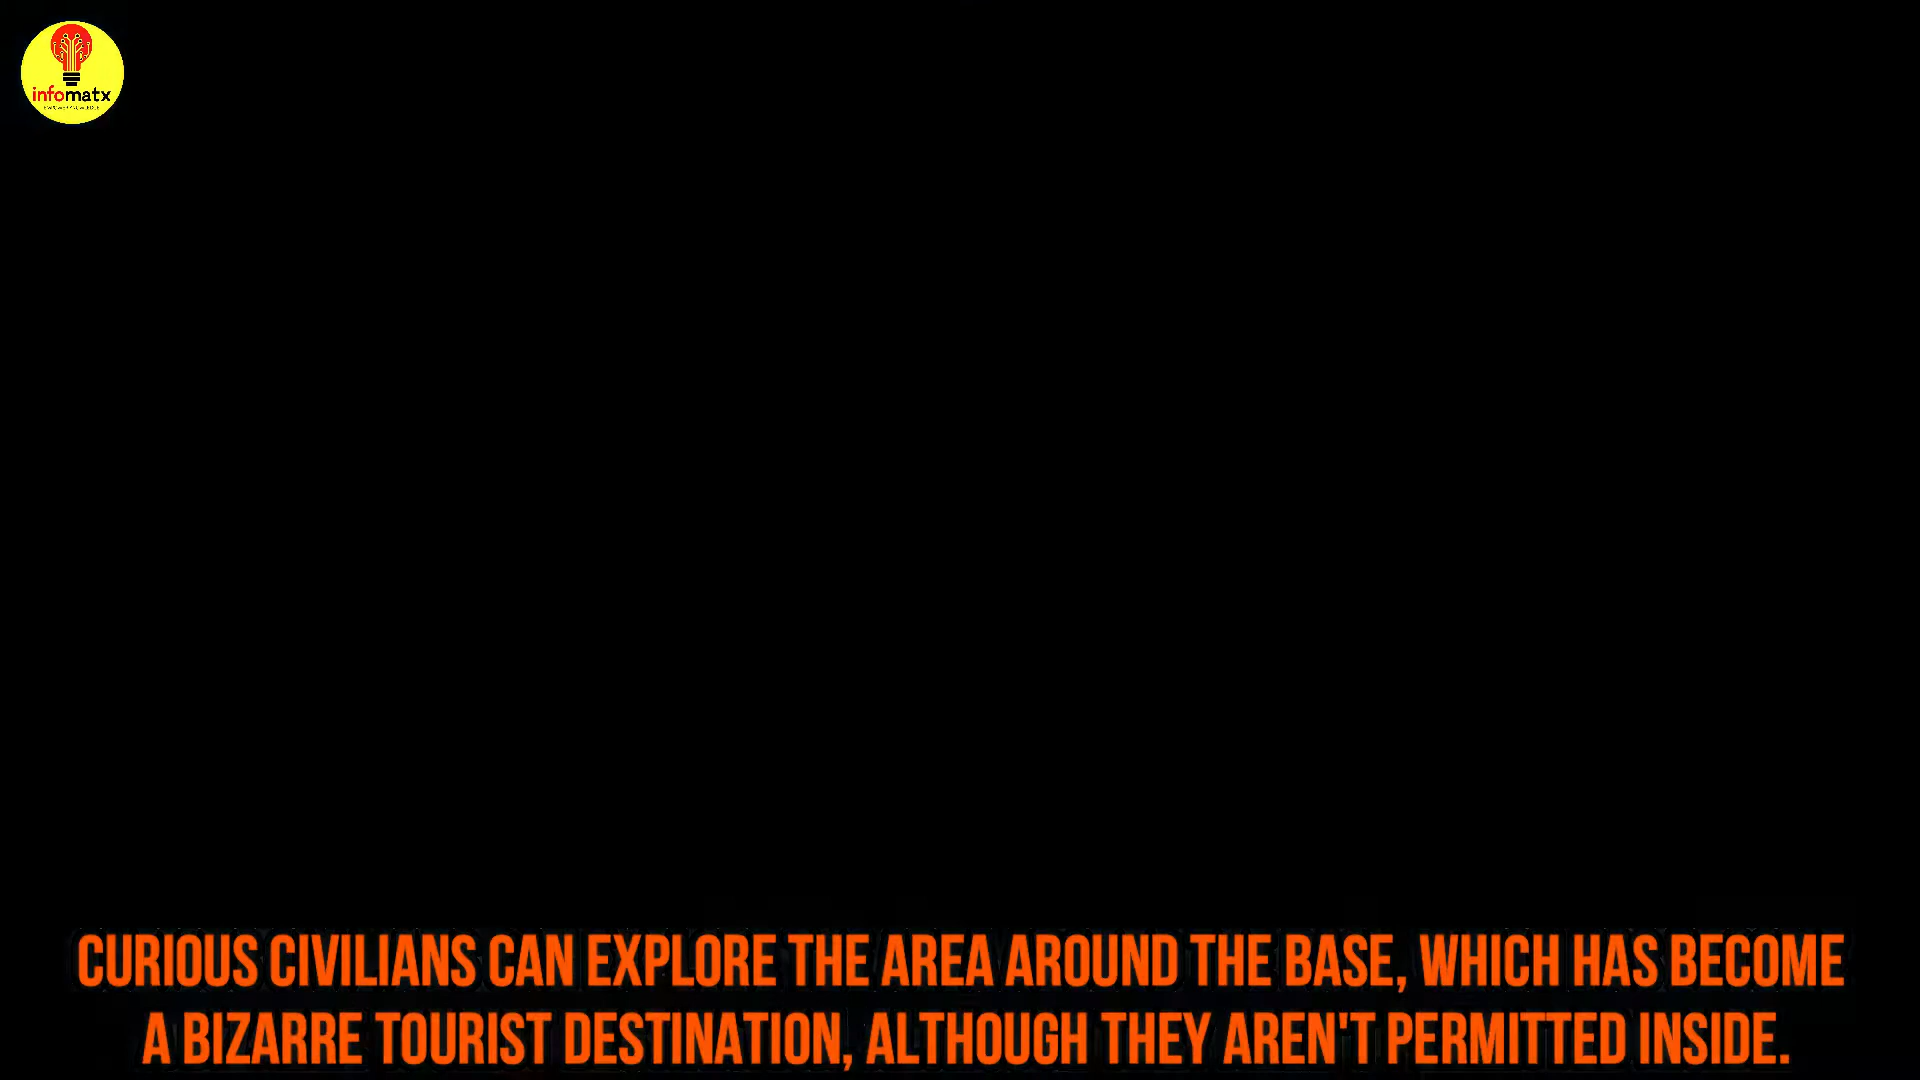 infomatx
CURIOUS CIVILIANS CAN EXPLORE THE AREA AROUND THE BASE, WHICH HAS BECOME
A BIZARRE TOURIST DESTINATION, ALTHOUGH THEY AREN'T PERMITTED INSIDE.